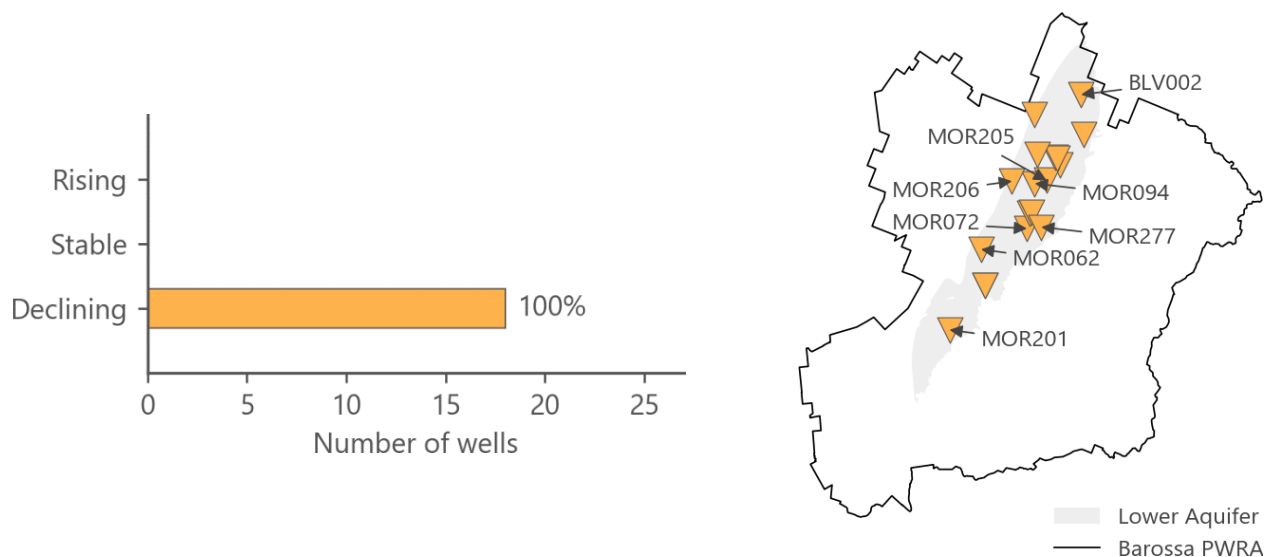 Rising
Stable
Declining
100%
0 5 10 15 20 25
Number of wells
BLV002
MOR205
MOR206
MOR094
MOR072
MOR277
MOR062
MOR201
Lower Aquifer
Barossa PWRA